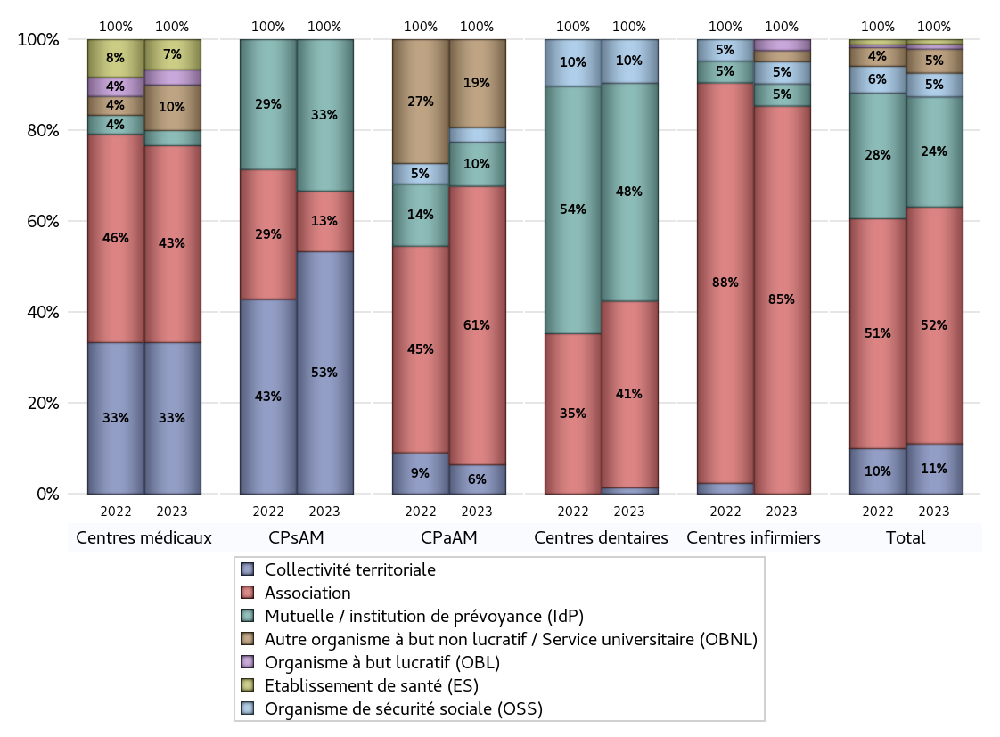 100% 100% 100% 100% 100% 100% 100% 100% 100% 100% 100% 100%
100%
8% 7% 29% 33% 27% 19% 10% 10% 5% 4% 5%
4% 4% 10% 5% 5% 6% 5%
4%
80%
46% 43% 29% 13% 5% 10% 54% 48% 88% 5% 28% 24%
14%
60%
45% 61% 85% 51% 52%
40%
33% 33% 43% 53% 35% 41%
20%
9% 6% 10% 11%
0%
2022 2023 2022 2023 2022 2023 2022 2023 2022 2023 2022 2023
Centres médicaux CPsAM CPaAM Centres dentaires Centres infirmiers Total
Collectivité territoriale
Association
Mutuelle / institution de prévoyance (IdP)
Autre organisme à but non lucratif / Service universitaire (OBNL)
Organisme à but lucratif (OBL)
Etablissement de santé (ES)
Organisme de sécurité sociale (OSS)